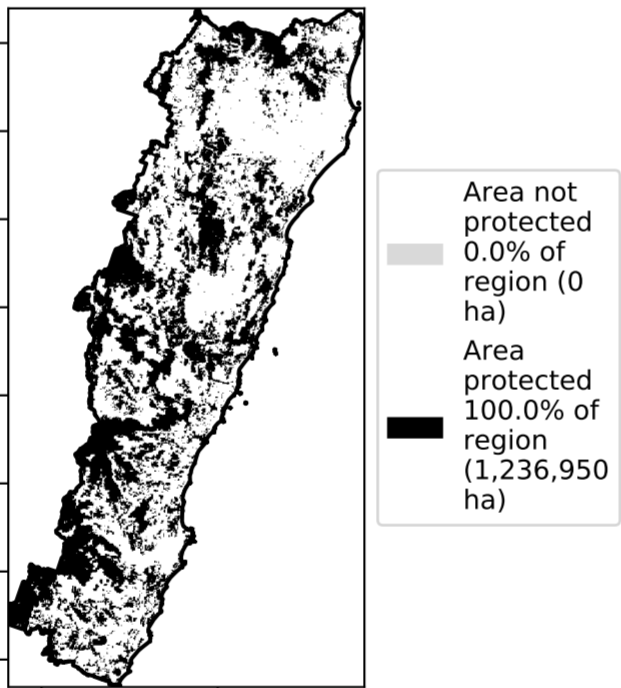 Area not
protected
0.0% of
region (0
ha)
Area
protected
100.0% of
region
(1,236,950
ha)